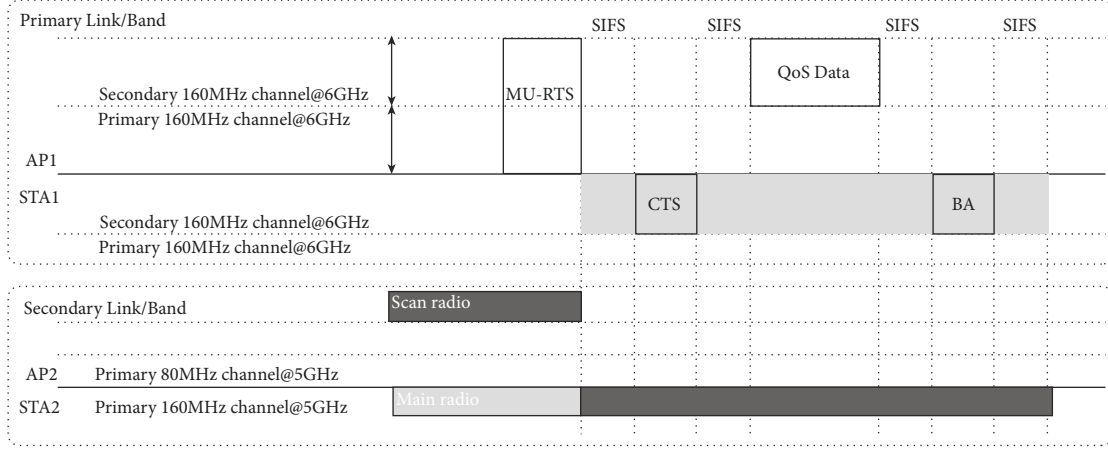 Primary Link/Band
SIFS
SIFS
SIFS
SIFS
QoS Data
Secondary 160MHz channel@6GHz
MU-RTS
Primary 160MHz channel@6GHz
AP1
STA1
CTS
BA
Secondary 160MHz channel@6GHz
Primary 160MHz channel@6GHz
Scan radio
Secondary Link/Band
AP2
Primary 80MHz channel@5GHz
STA2
Primary 160MHz channel@5GHz
Main radio